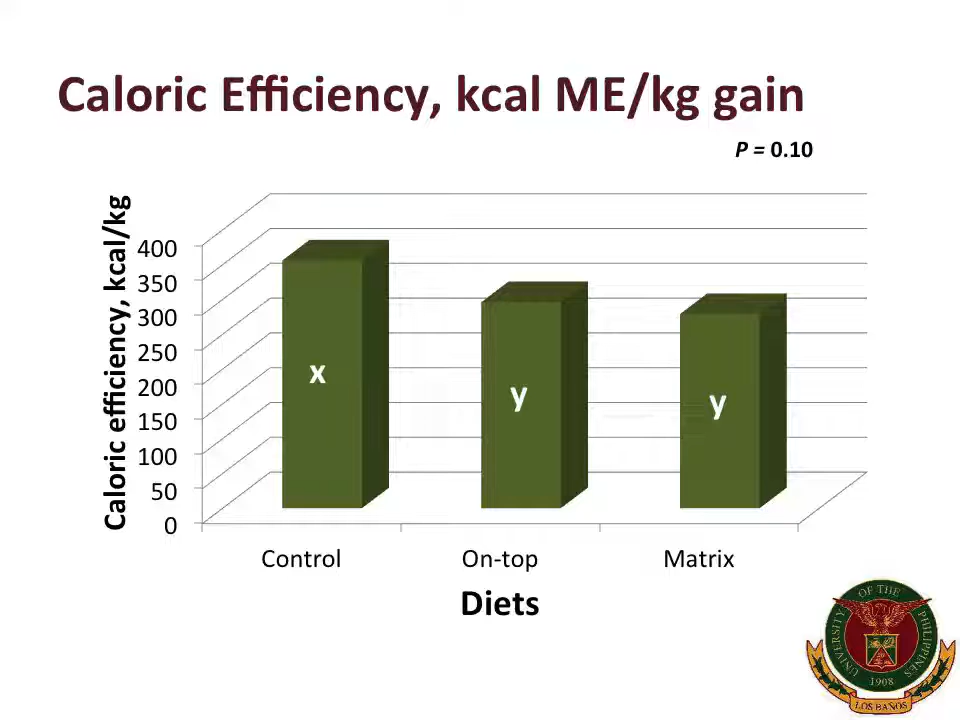 Caloric Efficiency, kcal ME/kg gain
P = 0.10
Caloric efficiency, kcal/kg
400
350
300
250
200
150
100
50
0
x
y
y
Control
On-top
Matrix
Diets
UNIVERSITY OF THE PHILIPPINES
1908
LOS BAÑOS